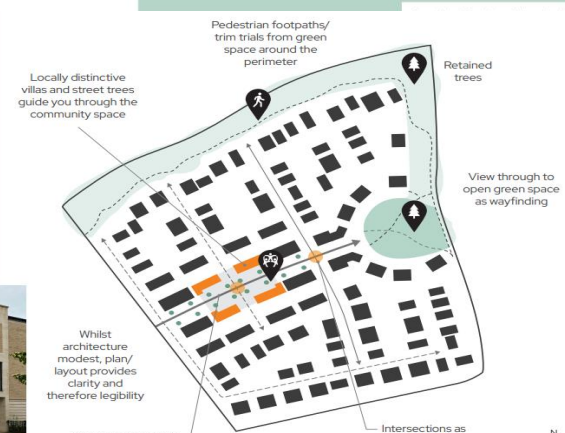 Pedestrian footpaths/
trim trials from green
space around the
perimeter
Retained
trees
Locally distinctive
villas and street trees
guide you through the
community space
View through to
open green space
as wayfinding
Whilst
architecture
modest, plan/
layout provides
clarity and
therefore legibility
Intersections as
N